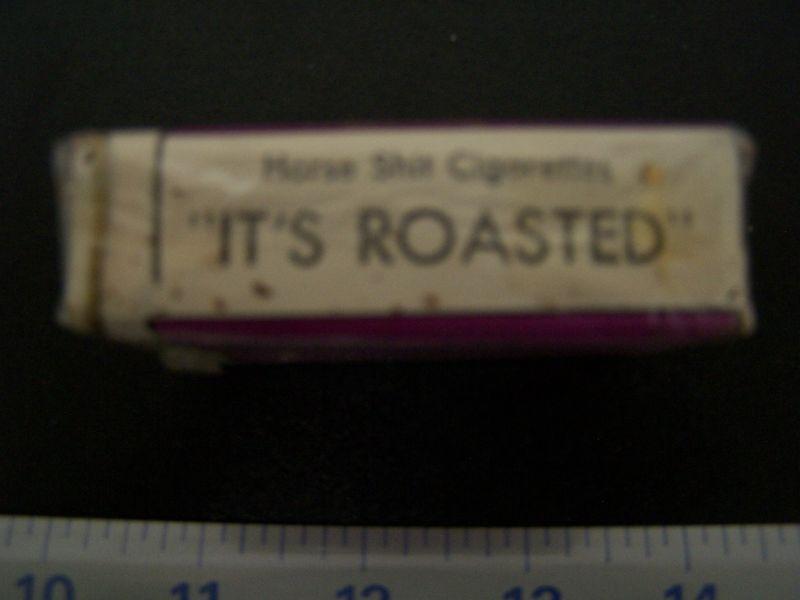 Horse Shit Cigarettes
"IT'S ROASTED"
10 11 12 13 14